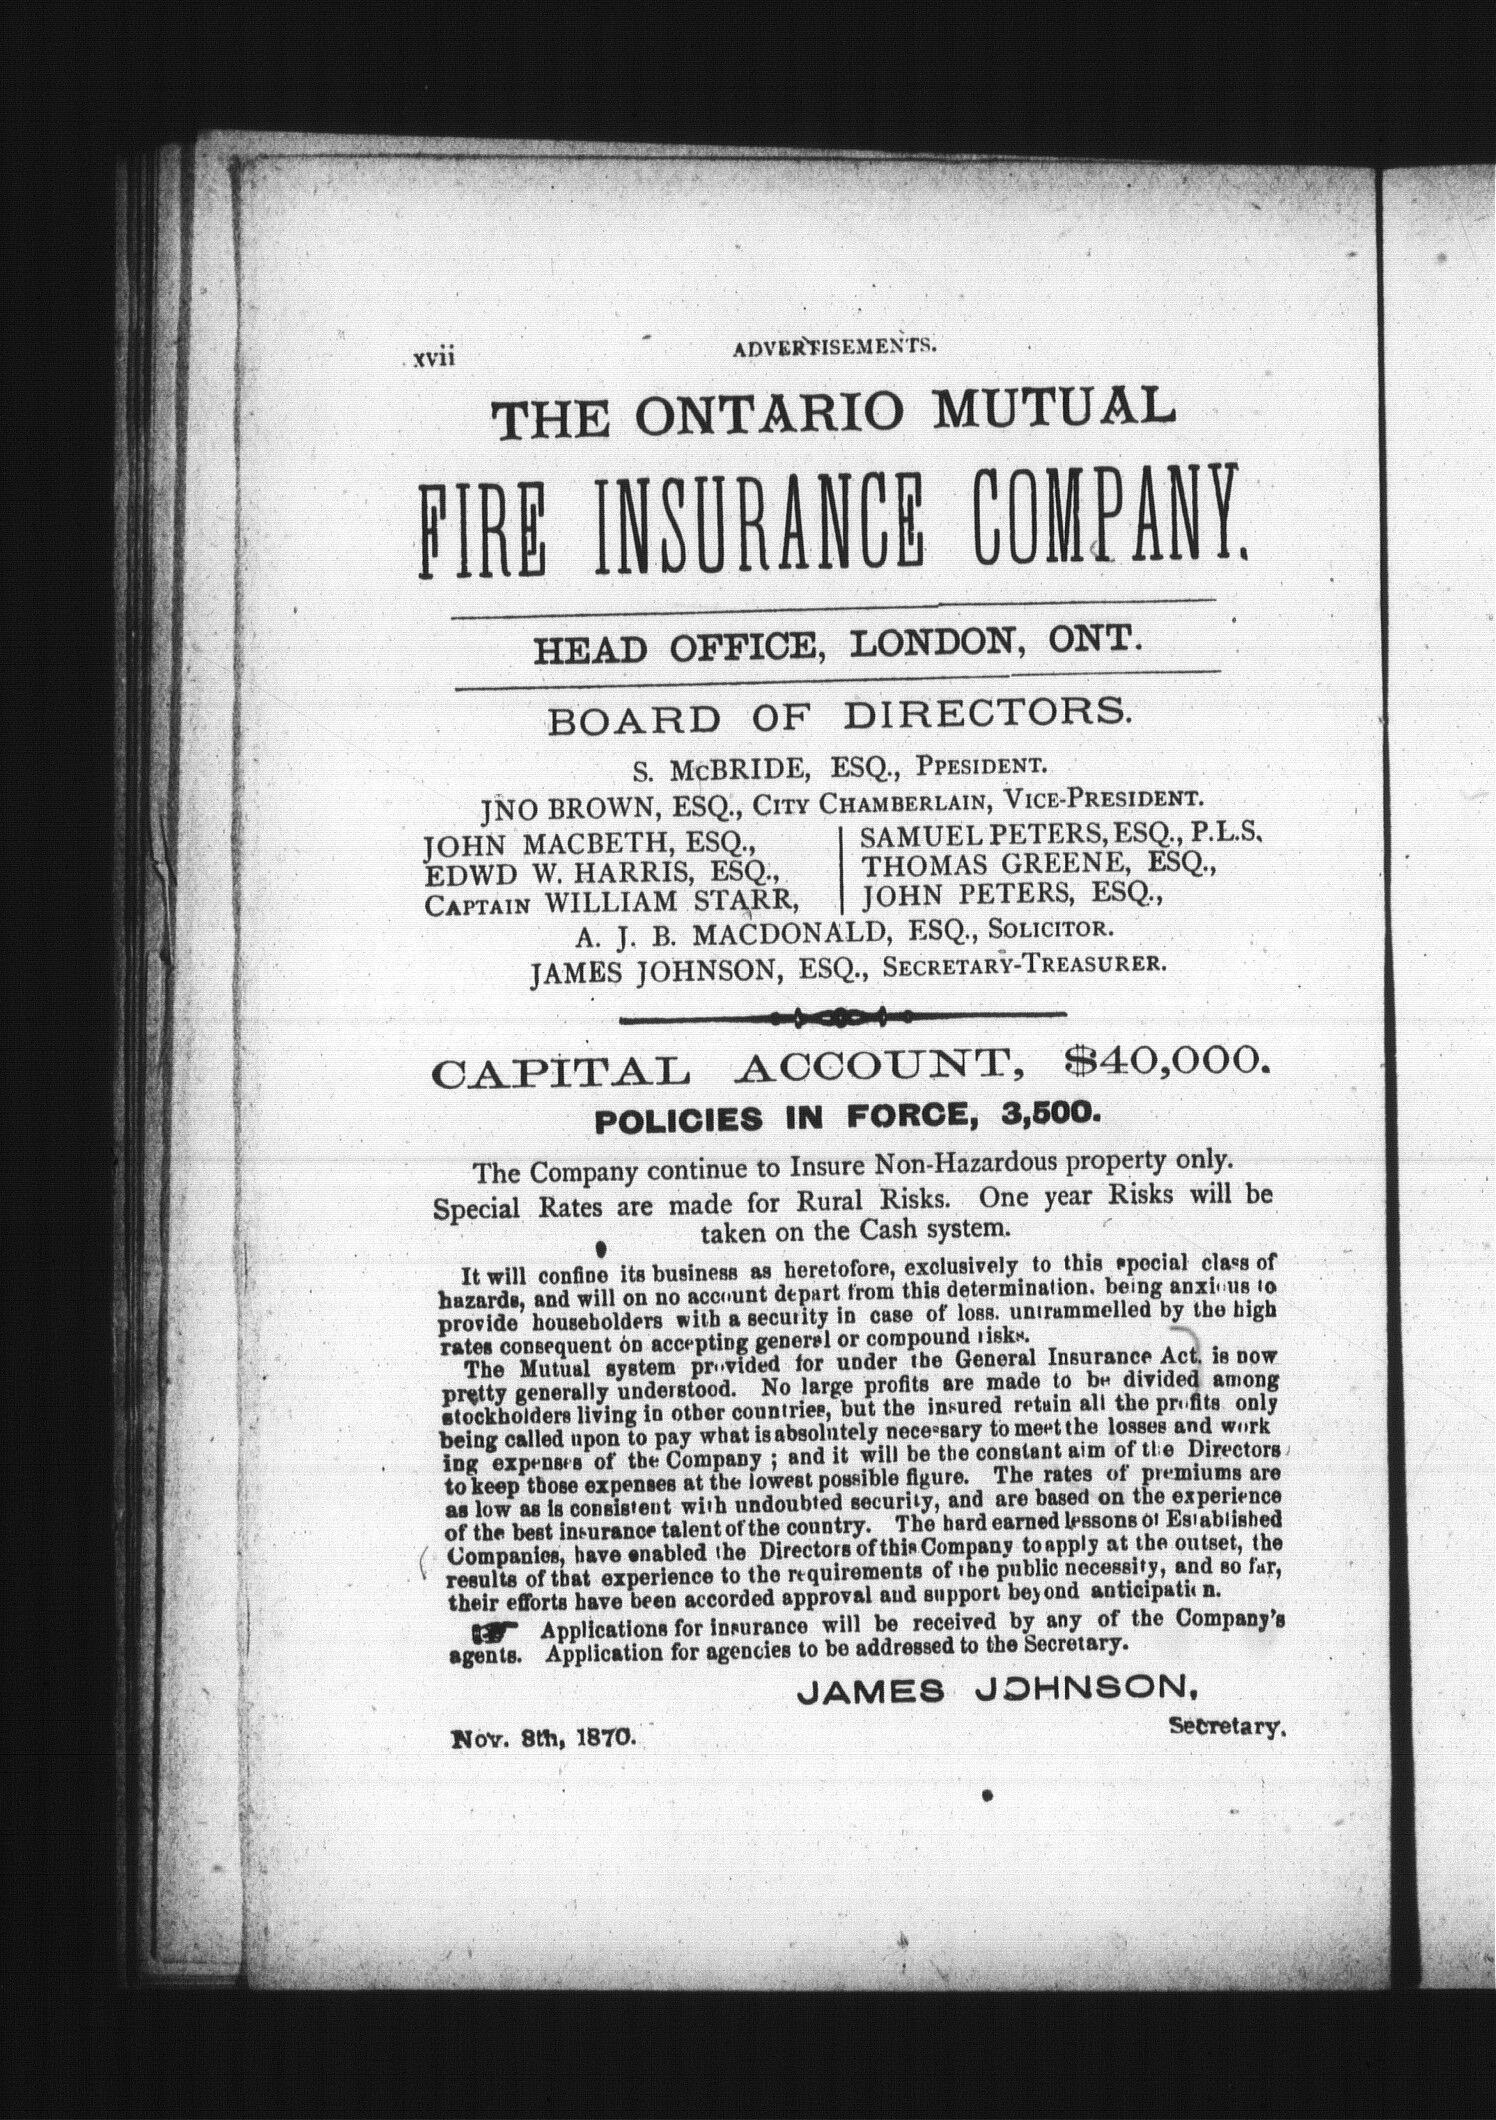 xvii
ADVERTISEMENTS.
THE ONTARIO MUTUAL
FIRE INSURANCE COMPANY.
HEAD OFFICE, LONDON, ONT.
BOARD OF DIRECTORS.
S. McBRIDE, ESQ., PPESIDENT.
JNO BROWN, ESQ., CITY CHAMBERLAIN, VICE-PRESIDENT.
JOHN MACBETH, ESQ.,
EDWD W. HARRIS, ESQ.,
CAPTAIN WILLIAM STARR,
SAMUEL PETERS, ESQ., P.L.S.
THOMAS GREENE, ESQ.,
JOHN PETERS, ESQ.,
A. J. B. MACDONALD, ESQ., SOLICITOR.
JAMES JOHNSON, ESQ., SECRETARY-TREASURER.
CAPITAL ACCOUNT, $40,000.
POLICIES IN FORCE, 3,500.
The Company continue to Insure Non-Hazardous property only.
Special Rates are made for Rural Risks. One year Risks will be
taken on the Cash system.
It will confine its business as heretofore, exclusively to this special class of
hazards, and will on no account depart from this determination. being anxious to
provide householders with a security in case of loss. untrammelled by the high
rates consequent on accepting general or compound risks.
The Mutual system provided for under the General Insurance Act. is now
pretty generally understood. No large profits are made to be divided among
stockholders living in other countries, but the insured retain all the profits only
being called upon to pay what is absolutely necessary to meet the losses and work
ing expenses of the Company ; and it will be the constant aim of the Directors
to keep those expenses at the lowest possible figure. The rates of premiums are
as low as is consistent with undoubted security, and are based on the experience
of the best insurance talent of the country. The hard earned lessons of Established
Companies, have enabled the Directors of this Company to apply at the outset, the
results of that experience to the requirements of the public necessity, and so far,
their efforts have been accorded approval and support beyond anticipation.
☞ Applications for insurance will be received by any of the Company's
agents. Application for agencies to be addressed to the Secretary.
JAMES JOHNSON,
Secretary.
Nov. 8th, 1870.